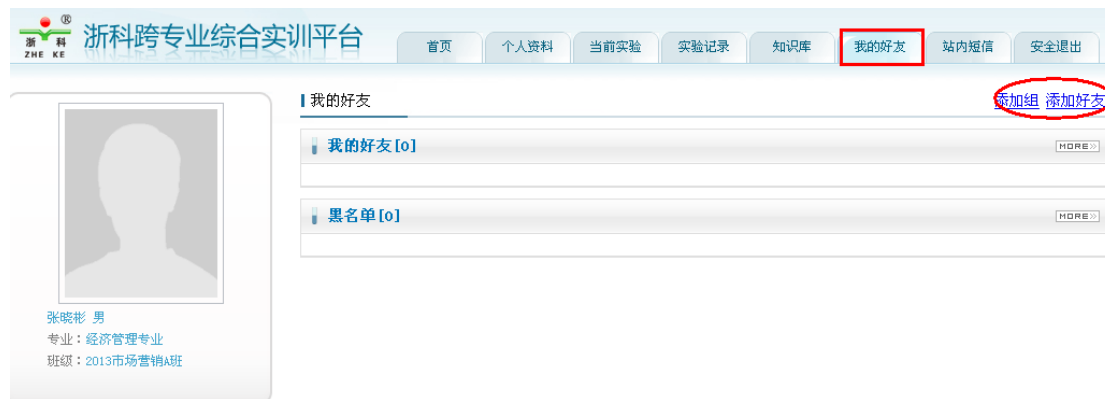 ®
浙 科
ZHE KE
浙科跨专业综合实训平台
首页 个人资料 当前实验 实验记录 知识库 我的好友 站内短信 安全退出
我的好友 添加组 添加好友
我的好友[0] MORE»
黑名单[0] MORE»
张晓彬 男
专业：经济管理专业
班级：2013市场营销A班